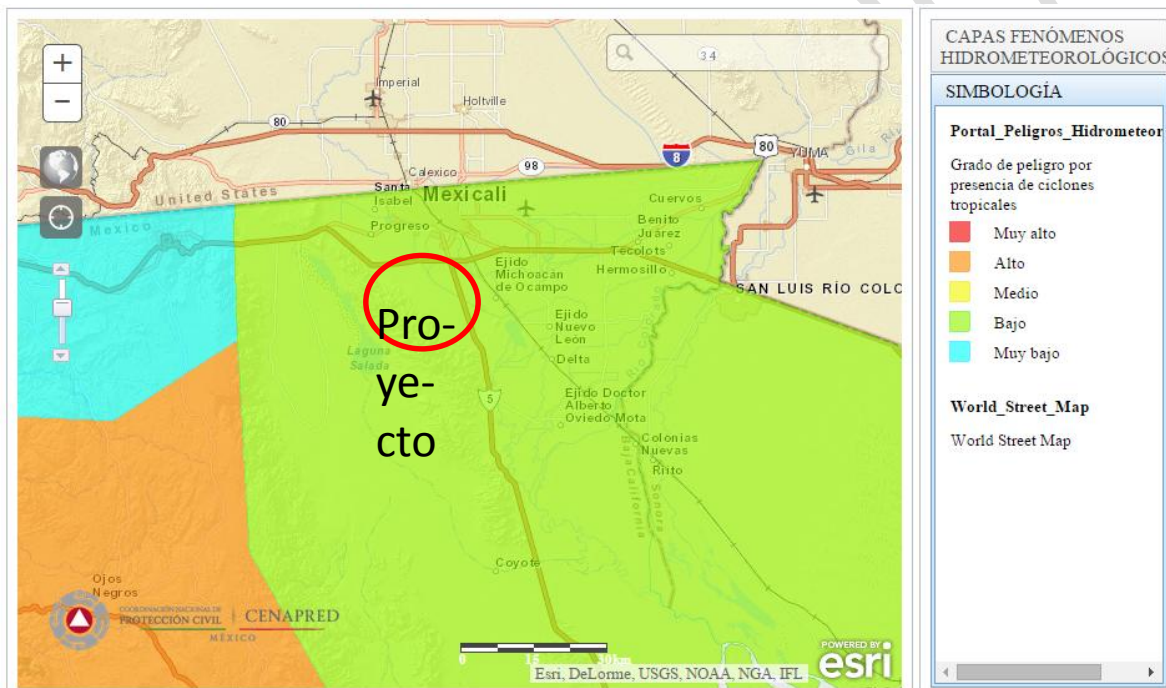 +
−
34
Imperial
Holtville
80
Calexico
98
8
80
YUMA
Gila
United States
Mexico
Santa
Isabel
Mexicali
Progreso
Cuervos
Benito
Juárez
Tecolots
Hermosillo
Ejido
Michoacán
de Ocampo
SAN LUIS RÍO COLO
Pro-
ye-
cto
Ejido
Nuevo
León
Delta
Laguna
Salada
5
Ejido Doctor
Alberto
Oviedo Mota
Colonias
Nuevas
Riito
Río Colorado
Baja California
Sonora
Coyote
Ojos
Negros
COORDINACIÓN NACIONAL DE
PROTECCIÓN CIVIL
MÉXICO
CENAPRED
0 15 30km
Esri, DeLorme, USGS, NOAA, NGA, IFL
POWERED BY
esri
CAPAS FENÓMENOS
HIDROMETEOROLÓGICOS
SIMBOLOGÍA
Portal_Peligros_Hidrometeor
Grado de peligro por
presencia de ciclones
tropicales
Muy alto
Alto
Medio
Bajo
Muy bajo
World_Street_Map
World Street Map